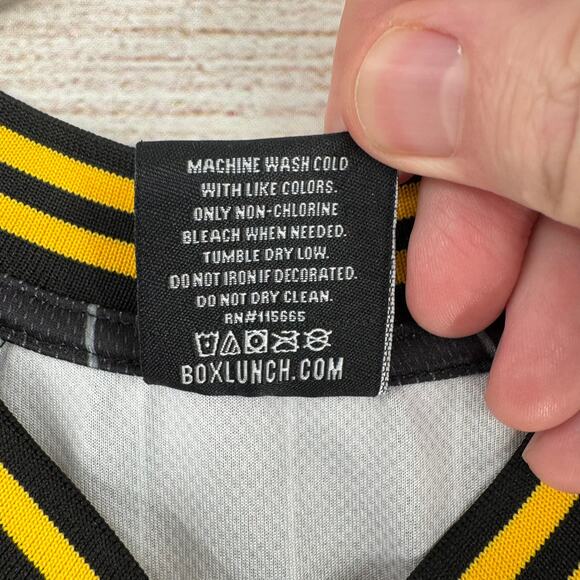 MACHINE WASH COLD
WITH LIKE COLORS.
ONLY NON-CHLORINE
BLEACH WHEN NEEDED.
TUMBLE DRY LOW.
DO NOT IRON IF DECORATED.
DO NOT DRY CLEAN.
RN#115665
BOXLUNCH.COM